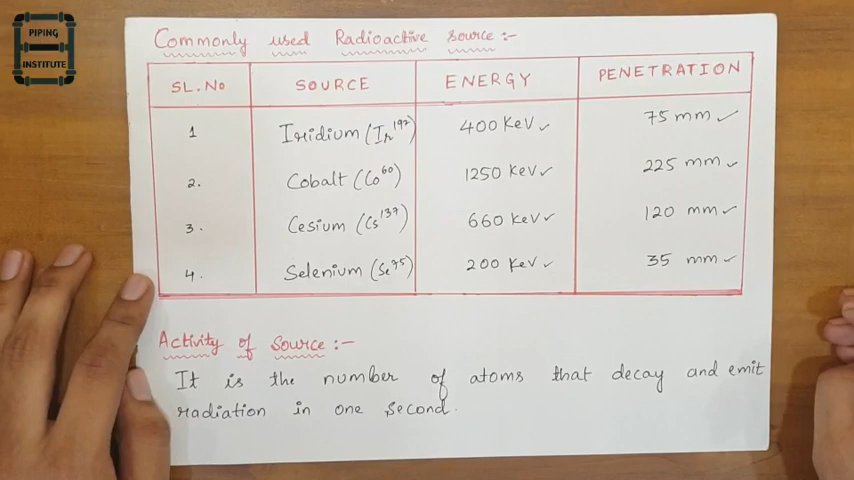 PIPING
INSTITUTE
Commonly used Radioactive source :-
SL. No SOURCE ENERGY PENETRATION
1 Iridium (Ir192) 400 KeV ✓ 75 mm ✓
2. Cobalt (Co60) 1250 KeV ✓ 225 mm ✓
3. Cesium (Cs137) 660 KeV ✓ 120 mm ✓
4. Selenium (Se75) 200 KeV ✓ 35 mm ✓
Activity of source :-
It is the number of atoms that decay and emit
radiation in one second.